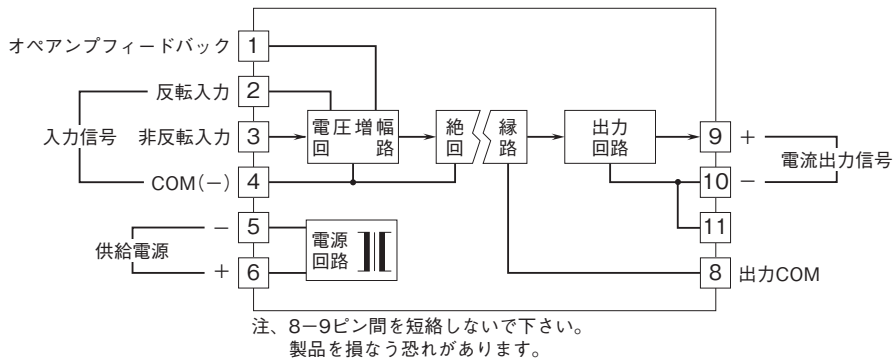 オペアンプフィードバック 1
反転入力 2
入力信号
非反転入力 3
COM(−) 4
電圧増幅
回路
絶縁
回路
出力
回路
9 +
電流出力信号
10 −
11
8 出力COM
供給電源
− 5
+ 6
電源
回路
注、8−9ピン間を短絡しないで下さい。
製品を損なう恐れがあります。